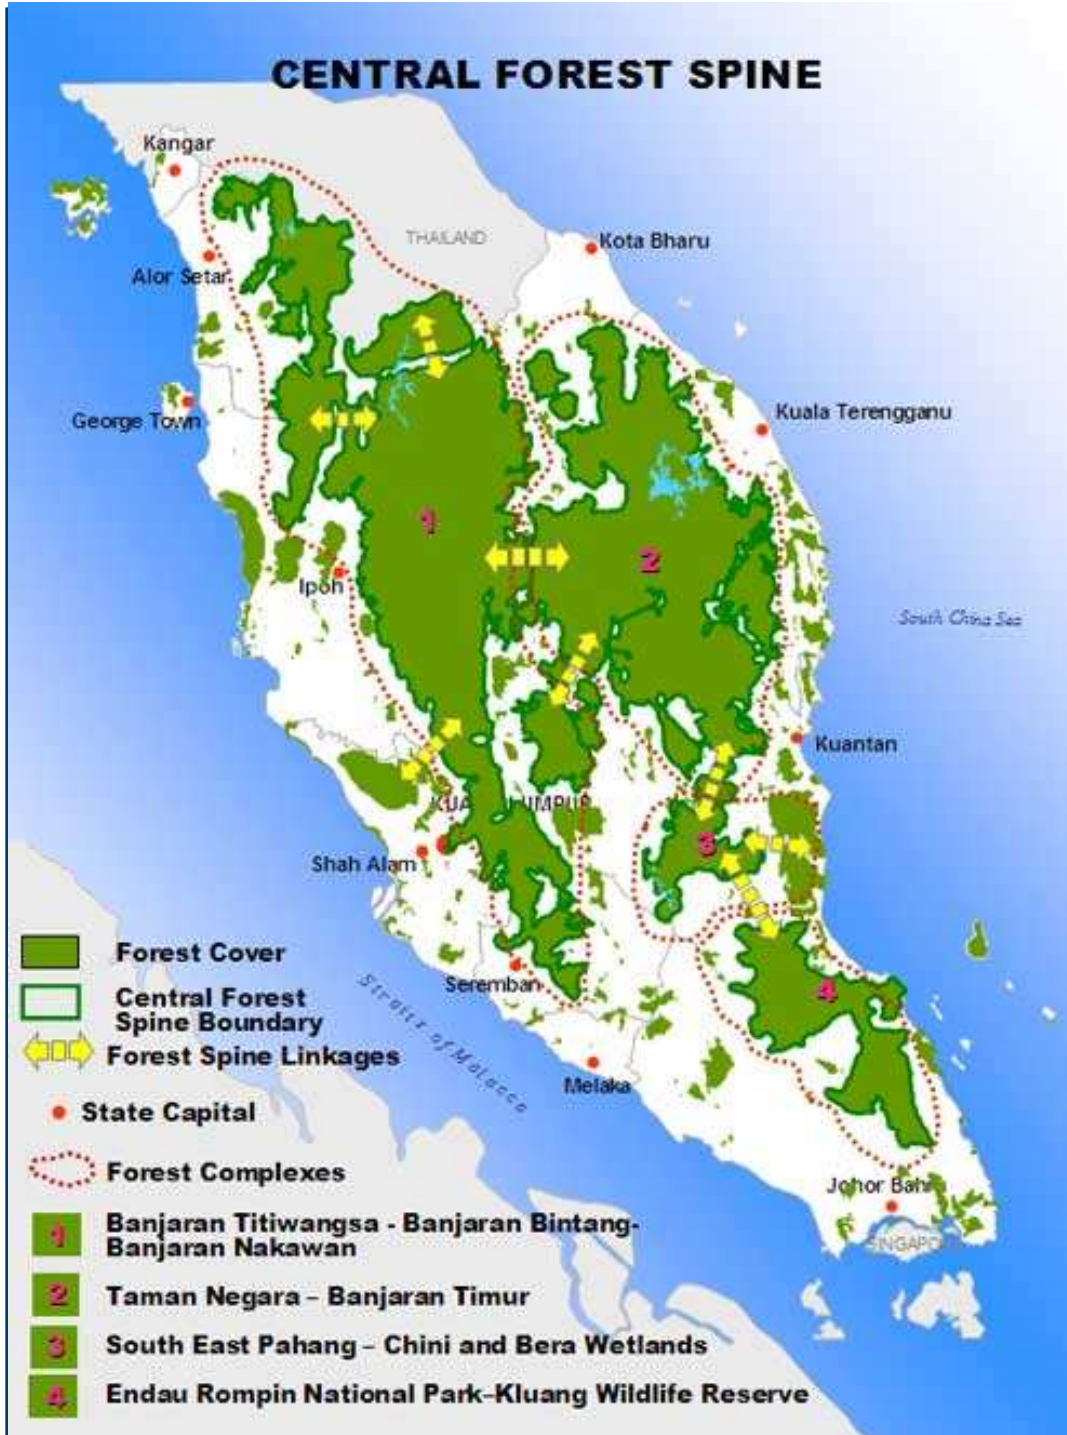 CENTRAL FOREST SPINE
Kangar
THAILAND
Kota Bharu
Alor Setar
George Town
Kuala Terengganu
1
2
Ipoh
South China Sea
Kuantan
KUALA LUMPUR
3
Shah Alam
Seremban
4
Straits of Malacca
Melaka
Johor Bahru
SINGAPORE
Forest Cover
Central Forest
Spine Boundary
Forest Spine Linkages
State Capital
Forest Complexes
1 Banjaran Titiwangsa - Banjaran Bintang-
Banjaran Nakawan
2 Taman Negara – Banjaran Timur
3 South East Pahang – Chini and Bera Wetlands
4 Endau Rompin National Park–Kluang Wildlife Reserve